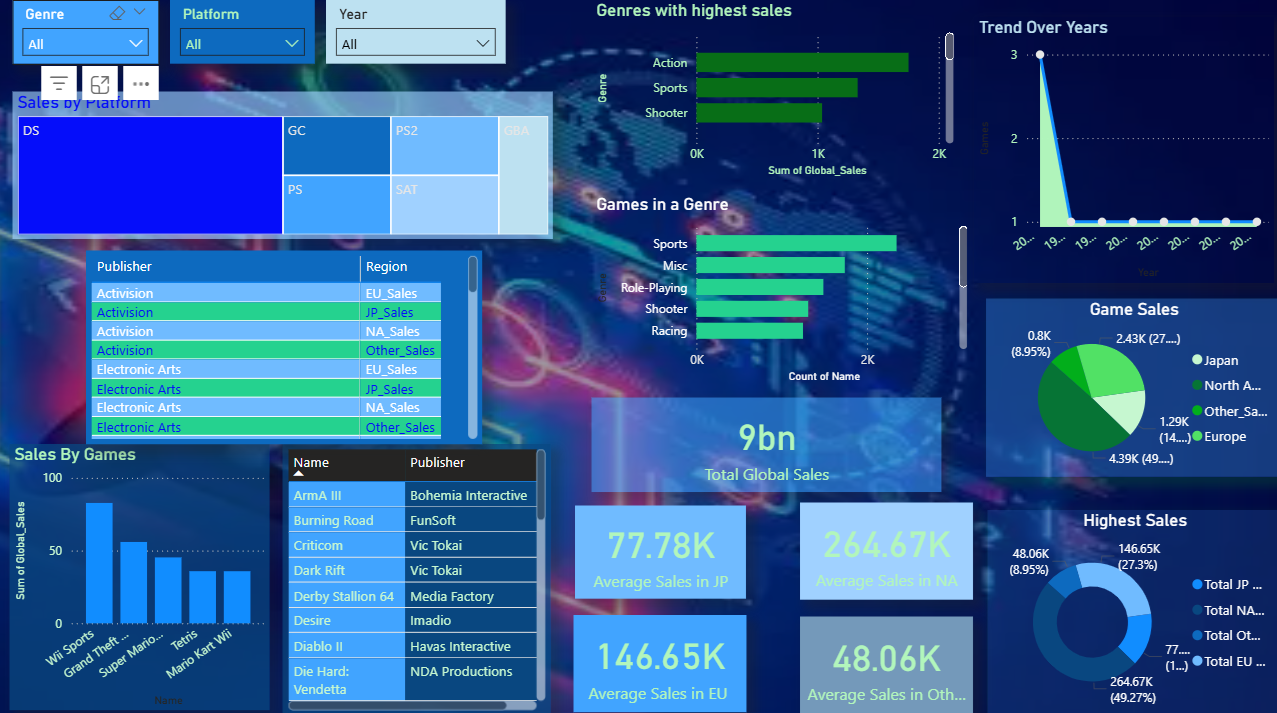 Genre
All
Platform
All
Year
All
Sales by Platform
DS
GC
PS
PS2
SAT
GBA
Publisher Region
Activision EU_Sales
Activision JP_Sales
Activision NA_Sales
Activision Other_Sales
Electronic Arts EU_Sales
Electronic Arts JP_Sales
Electronic Arts NA_Sales
Electronic Arts Other_Sales
Sales By Games
Sum of Global_Sales
100
50
0
Wii Sports
Grand Theft ...
Super Mario...
Tetris
Mario Kart Wii
Name
Name Publisher
ArmA III Bohemia Interactive
Burning Road FunSoft
Criticom Vic Tokai
Dark Rift Vic Tokai
Derby Stallion 64 Media Factory
Desire Imadio
Diablo II Havas Interactive
Die Hard: NDA Productions
Vendetta
Genres with highest sales
Genre
Action
Sports
Shooter
0K 1K 2K
Sum of Global_Sales
Games in a Genre
Genre
Sports
Misc
Role-Playing
Shooter
Racing
0K 2K
Count of Name
9bn
Total Global Sales
77.78K
Average Sales in JP
264.67K
Average Sales in NA
146.65K
Average Sales in EU
48.06K
Average Sales in Oth...
Trend Over Years
Games
3
2
1
20... 19... 19... 20... 20... 20... 20... 20...
Year
Game Sales
0.8K
(8.95%)
2.43K (27....)
1.29K
(14....)
4.39K (49....)
Japan
North A...
Other_Sa...
Europe
Highest Sales
48.06K
(8.95%)
146.65K
(27.3%)
77....
(1...)
264.67K
(49.27%)
Total JP ...
Total NA...
Total Ot...
Total EU ...